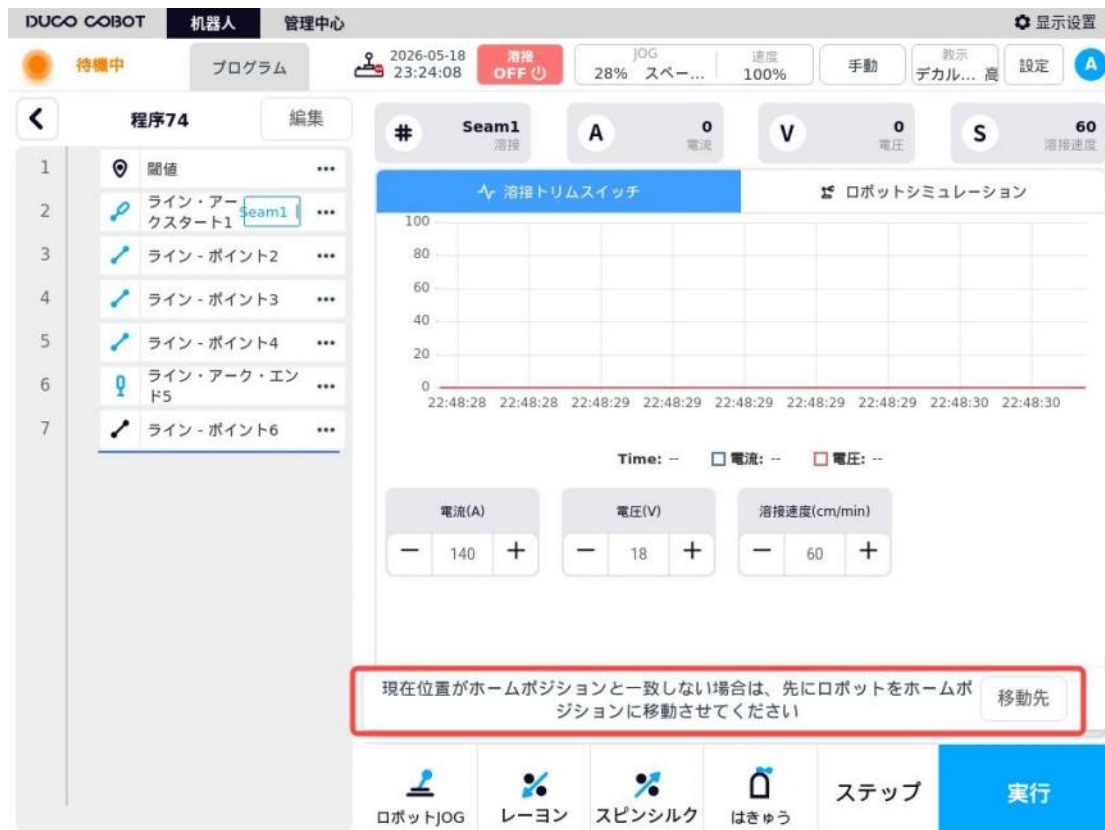 DUCO COBOT 机器人 管理中心 显示设置
待機中 プログラム 2026-05-18 23:24:08 溶接 OFF JOG 28% スペー... 速度 100% 手動 教示 デカル... 高 設定 A
程序74 編集
# Seam1 溶接 A 0 電流 V 0 電圧 S 60 溶接速度
1 閾値 ...
2 ライン・アー
クスタート1 Seam1 ...
3 ライン - ポイント2 ...
4 ライン - ポイント3 ...
5 ライン - ポイント4 ...
6 ライン・アーク・エン
ド5 ...
7 ライン - ポイント6 ...
溶接トリムスイッチ ロボットシミュレーション
100
80
60
40
20
0
22:48:28 22:48:28 22:48:29 22:48:29 22:48:29 22:48:29 22:48:29 22:48:30 22:48:30
Time: -- 電流: -- 電圧: --
電流(A) 電圧(V) 溶接速度(cm/min)
— 140 + — 18 + — 60 +
現在位置がホームポジションと一致しない場合は、先にロボットをホームポ
ジションに移動させてください 移動先
ロボットJOG レーヨン スピンシルク はきゅう ステップ 実行